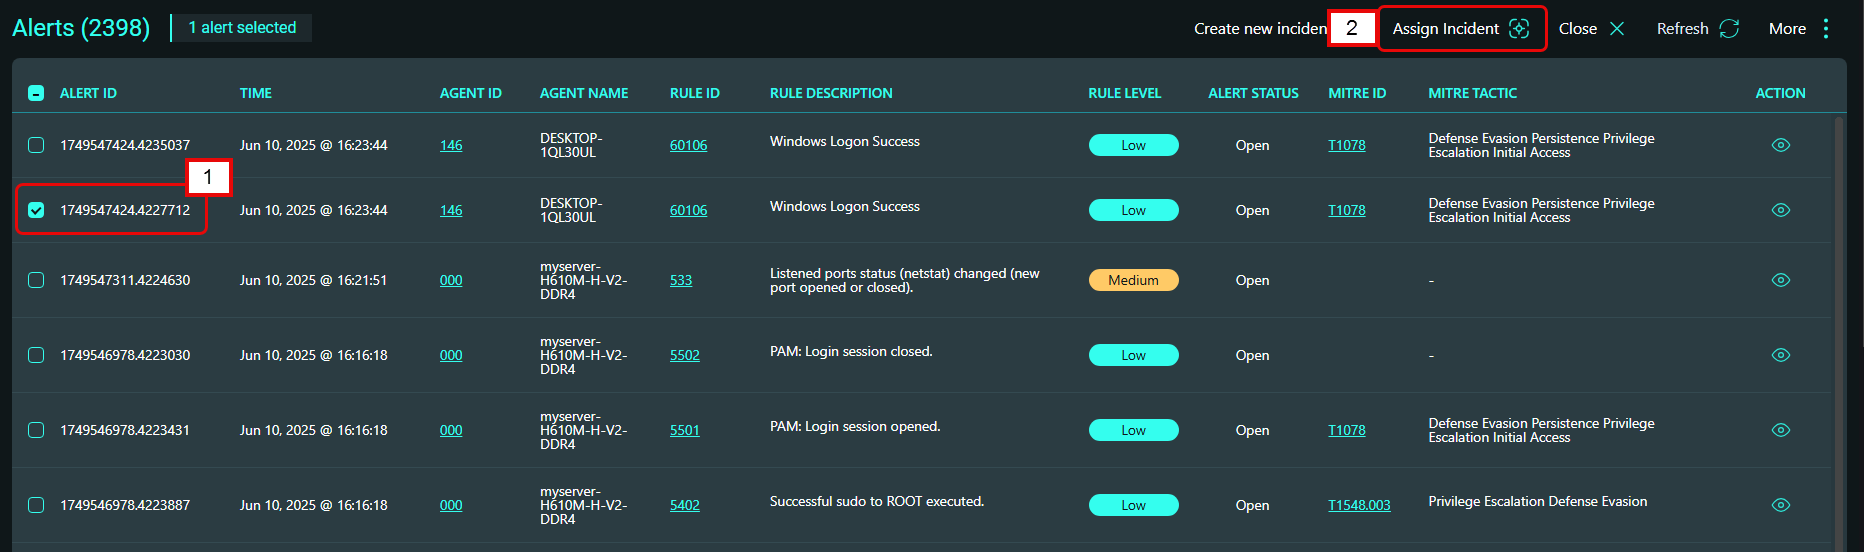 Alerts (2398) 1 alert selected Create new inciden 2 Assign Incident Close Refresh More
ALERT ID TIME AGENT ID AGENT NAME RULE ID RULE DESCRIPTION RULE LEVEL ALERT STATUS MITRE ID MITRE TACTIC ACTION
1749547424.4235037 Jun 10, 2025 @ 16:23:44 146 DESKTOP-
1QL30UL 60106 Windows Logon Success Low Open T1078 Defense Evasion Persistence Privilege
Escalation Initial Access
1
1749547424.4227712 Jun 10, 2025 @ 16:23:44 146 DESKTOP-
1QL30UL 60106 Windows Logon Success Low Open T1078 Defense Evasion Persistence Privilege
Escalation Initial Access
1749547311.4224630 Jun 10, 2025 @ 16:21:51 000 myserver-
H610M-H-V2-
DDR4 533 Listened ports status (netstat) changed (new
port opened or closed). Medium Open -
1749546978.4223030 Jun 10, 2025 @ 16:16:18 000 myserver-
H610M-H-V2-
DDR4 5502 PAM: Login session closed. Low Open -
1749546978.4223431 Jun 10, 2025 @ 16:16:18 000 myserver-
H610M-H-V2-
DDR4 5501 PAM: Login session opened. Low Open T1078 Defense Evasion Persistence Privilege
Escalation Initial Access
1749546978.4223887 Jun 10, 2025 @ 16:16:18 000 myserver-
H610M-H-V2-
DDR4 5402 Successful sudo to ROOT executed. Low Open T1548.003 Privilege Escalation Defense Evasion